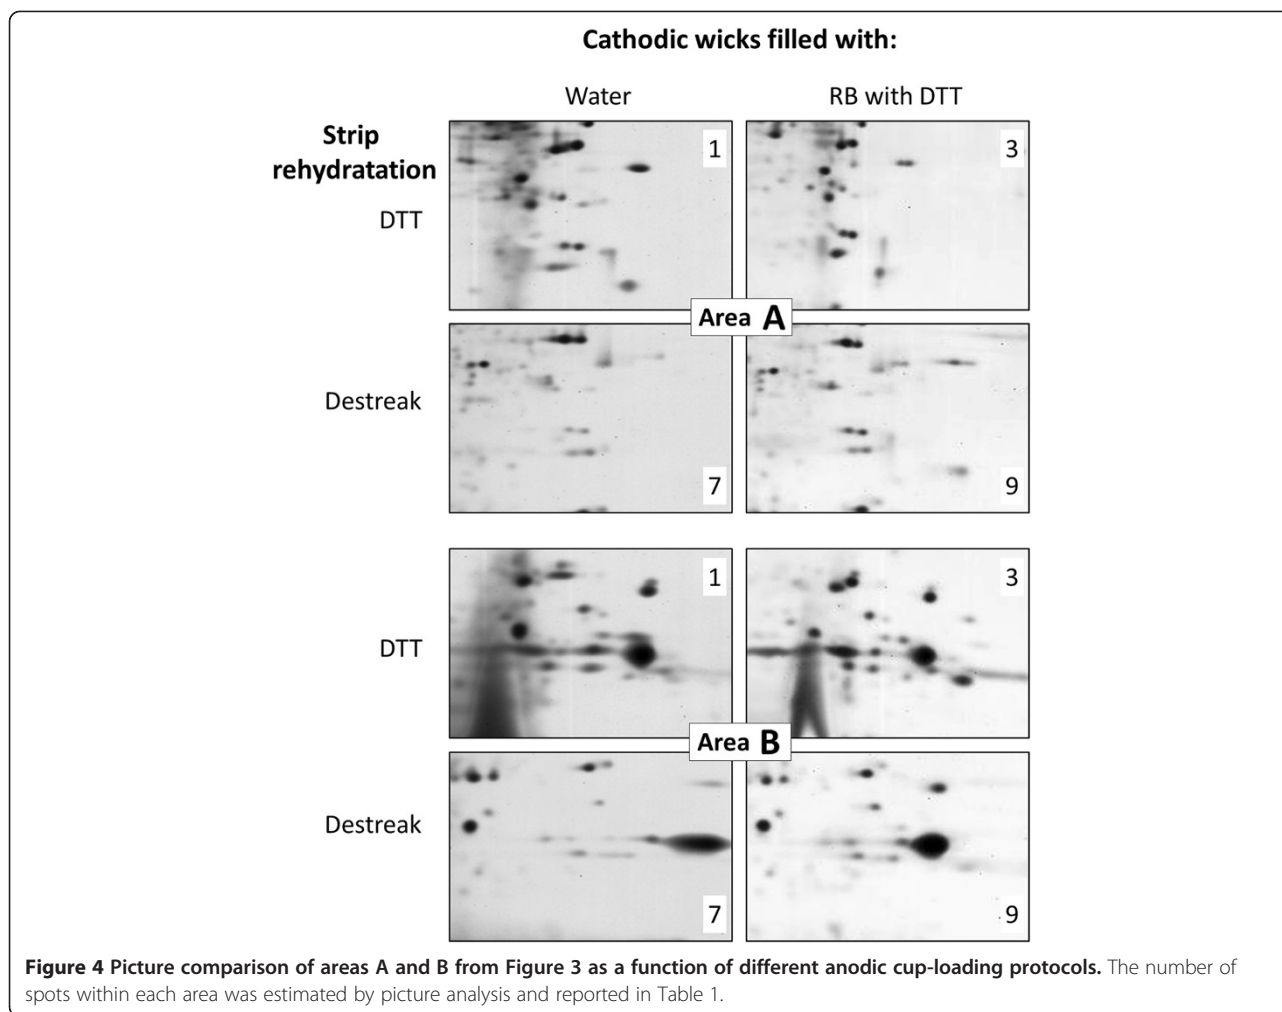 Cathodic wicks filled with:
Water
RB with DTT
Strip
rehydratation
1
3
DTT
Area A
Destreak
7
9
1
3
DTT
Area B
Destreak
7
9
Figure 4 Picture comparison of areas A and B from Figure 3 as a function of different anodic cup-loading protocols. The number of
spots within each area was estimated by picture analysis and reported in Table 1.